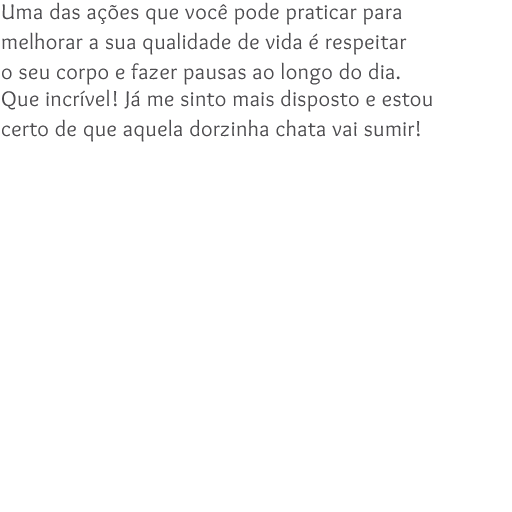 Uma das ações que você pode praticar para
melhorar a sua qualidade de vida é respeitar
o seu corpo e fazer pausas ao longo do dia.
Que incrível! Já me sinto mais disposto e estou
certo de que aquela dorzinha chata vai sumir!